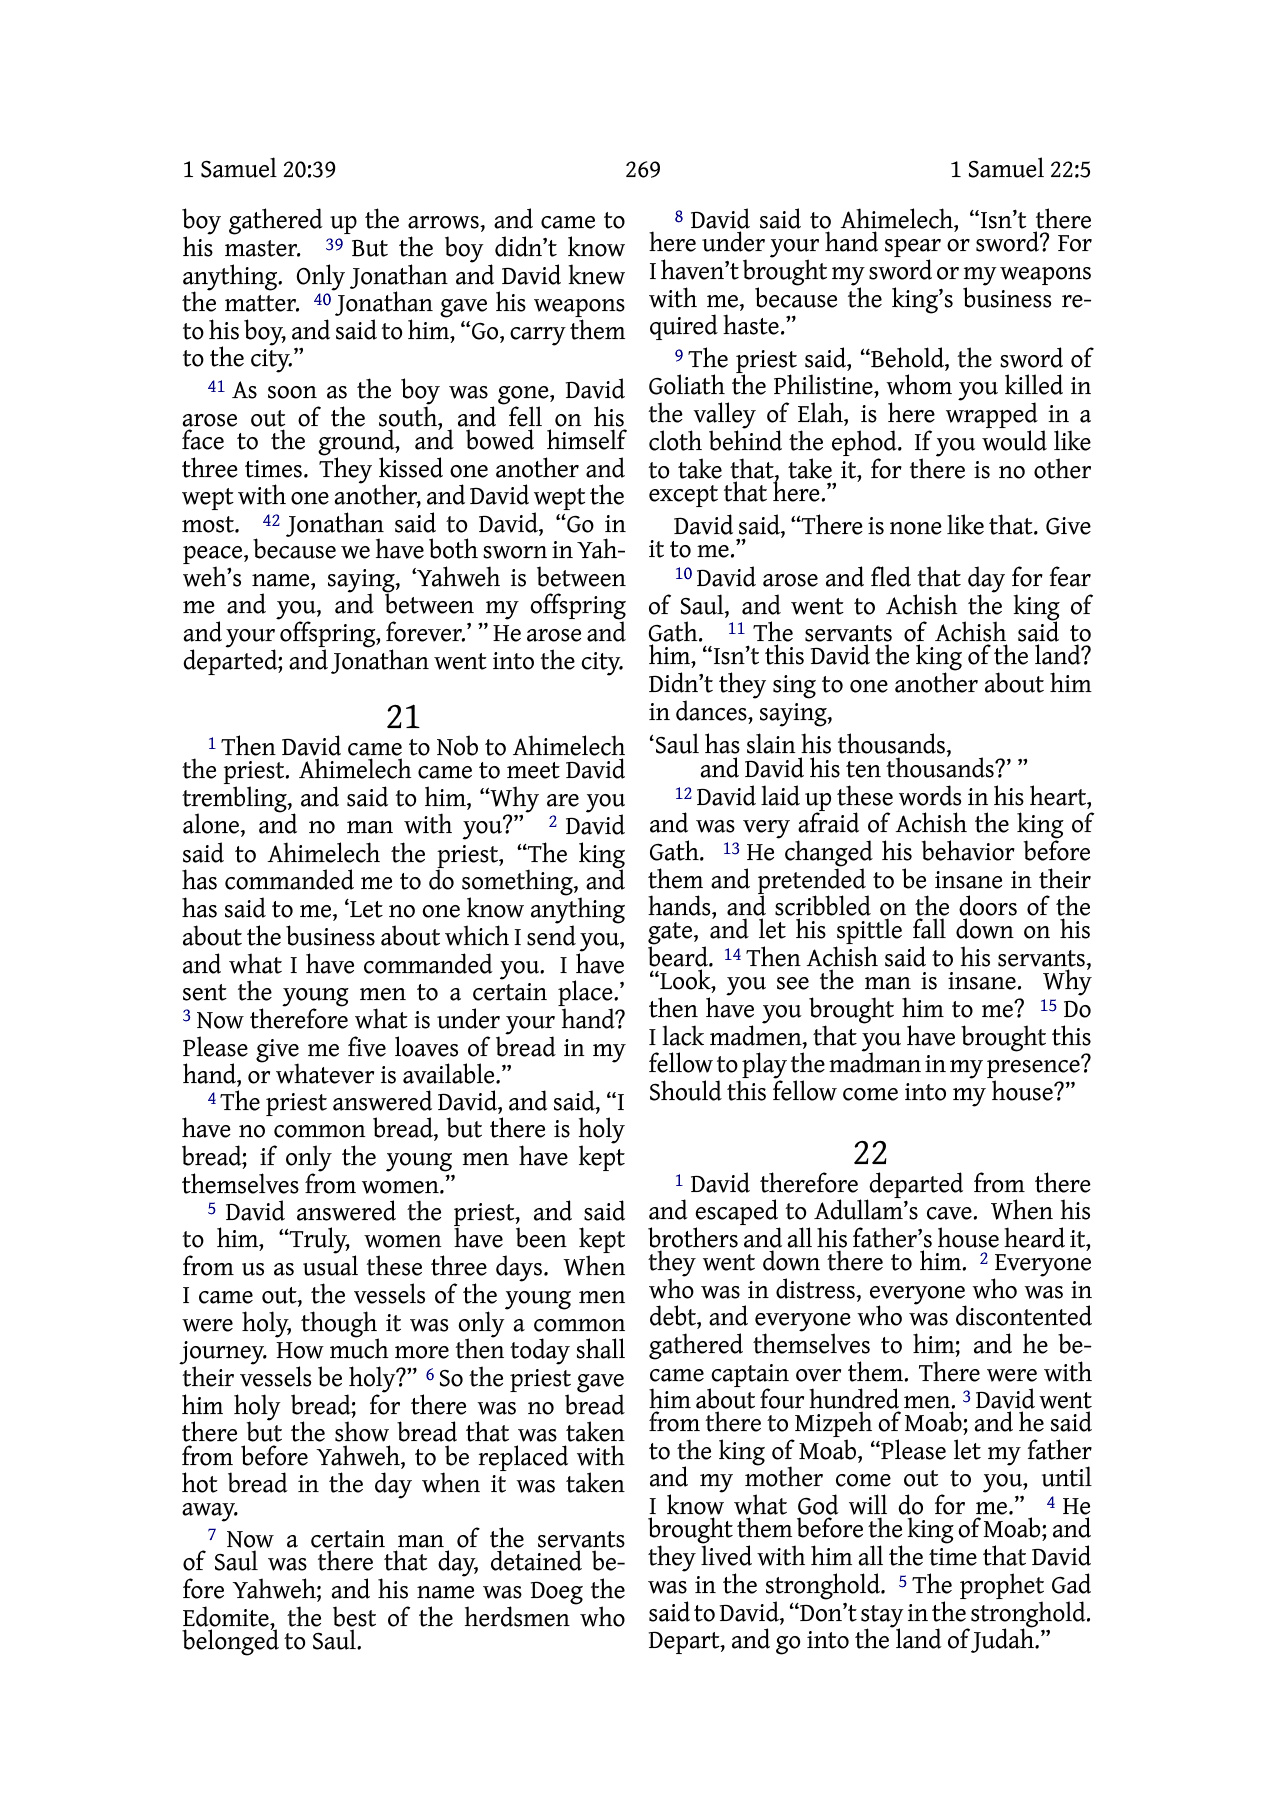 1 Samuel 20:39 269 1 Samuel 22:5
boy gathered up the arrows, and came to
his master. 39 But the boy didn’t know
anything. Only Jonathan and David knew
the matter. 40 Jonathan gave his weapons
to his boy, and said to him, “Go, carry them
to the city.”
41 As soon as the boy was gone, David
arose out of the south, and fell on his
face to the ground, and bowed himself
three times. They kissed one another and
wept with one another, and David wept the
most. 42 Jonathan said to David, “Go in
peace, because we have both sworn in Yah-
weh’s name, saying, ‘Yahweh is between
me and you, and between my offspring
and your offspring, forever.’ ” He arose and
departed; and Jonathan went into the city.
21
1 Then David came to Nob to Ahimelech
the priest. Ahimelech came to meet David
trembling, and said to him, “Why are you
alone, and no man with you?” 2 David
said to Ahimelech the priest, “The king
has commanded me to do something, and
has said to me, ‘Let no one know anything
about the business about which I send you,
and what I have commanded you. I have
sent the young men to a certain place.’
3 Now therefore what is under your hand?
Please give me five loaves of bread in my
hand, or whatever is available.”
4 The priest answered David, and said, “I
have no common bread, but there is holy
bread; if only the young men have kept
themselves from women.”
5 David answered the priest, and said
to him, “Truly, women have been kept
from us as usual these three days. When
I came out, the vessels of the young men
were holy, though it was only a common
journey. How much more then today shall
their vessels be holy?” 6 So the priest gave
him holy bread; for there was no bread
there but the show bread that was taken
from before Yahweh, to be replaced with
hot bread in the day when it was taken
away.
7 Now a certain man of the servants
of Saul was there that day, detained be-
fore Yahweh; and his name was Doeg the
Edomite, the best of the herdsmen who
belonged to Saul.
8 David said to Ahimelech, “Isn’t there
here under your hand spear or sword? For
I haven’t brought my sword or my weapons
with me, because the king’s business re-
quired haste.”
9 The priest said, “Behold, the sword of
Goliath the Philistine, whom you killed in
the valley of Elah, is here wrapped in a
cloth behind the ephod. If you would like
to take that, take it, for there is no other
except that here.”
David said, “There is none like that. Give
it to me.”
10 David arose and fled that day for fear
of Saul, and went to Achish the king of
Gath. 11 The servants of Achish said to
him, “Isn’t this David the king of the land?
Didn’t they sing to one another about him
in dances, saying,
‘Saul has slain his thousands,
and David his ten thousands?’ ”
12 David laid up these words in his heart,
and was very afraid of Achish the king of
Gath. 13 He changed his behavior before
them and pretended to be insane in their
hands, and scribbled on the doors of the
gate, and let his spittle fall down on his
beard. 14 Then Achish said to his servants,
“Look, you see the man is insane. Why
then have you brought him to me? 15 Do
I lack madmen, that you have brought this
fellow to play the madman in my presence?
Should this fellow come into my house?”
22
1 David therefore departed from there
and escaped to Adullam’s cave. When his
brothers and all his father’s house heard it,
they went down there to him. 2 Everyone
who was in distress, everyone who was in
debt, and everyone who was discontented
gathered themselves to him; and he be-
came captain over them. There were with
him about four hundred men. 3 David went
from there to Mizpeh of Moab; and he said
to the king of Moab, “Please let my father
and my mother come out to you, until
I know what God will do for me.” 4 He
brought them before the king of Moab; and
they lived with him all the time that David
was in the stronghold. 5 The prophet Gad
said to David, “Don’t stay in the stronghold.
Depart, and go into the land of Judah.”